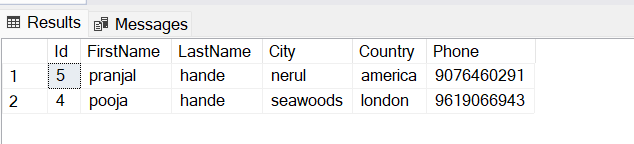 Results Messages
Id FirstName LastName City Country Phone
1 5 pranjal hande nerul america 9076460291
2 4 pooja hande seawoods london 9619066943